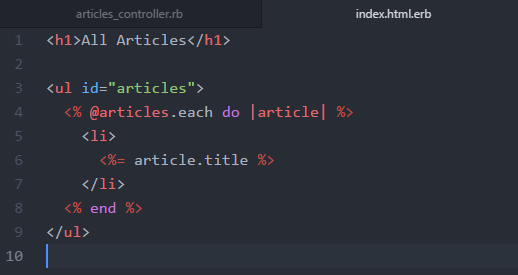 articles_controller.rb index.html.erb
1 <h1>All Articles</h1>
2
3 <ul id="articles">
4   <% @articles.each do |article| %>
5     <li>
6       <%= article.title %>
7     </li>
8   <% end %>
9 </ul>
10